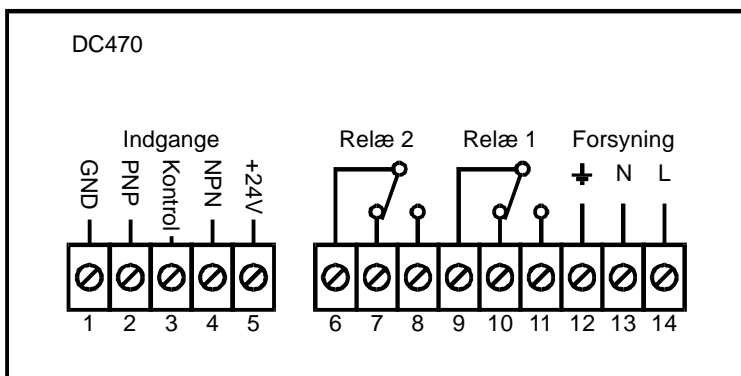 DC470
Indgange Relæ 2 Relæ 1 Forsyning
GND PNP Kontrol NPN +24V N L
1 2 3 4 5 6 7 8 9 10 11 12 13 14